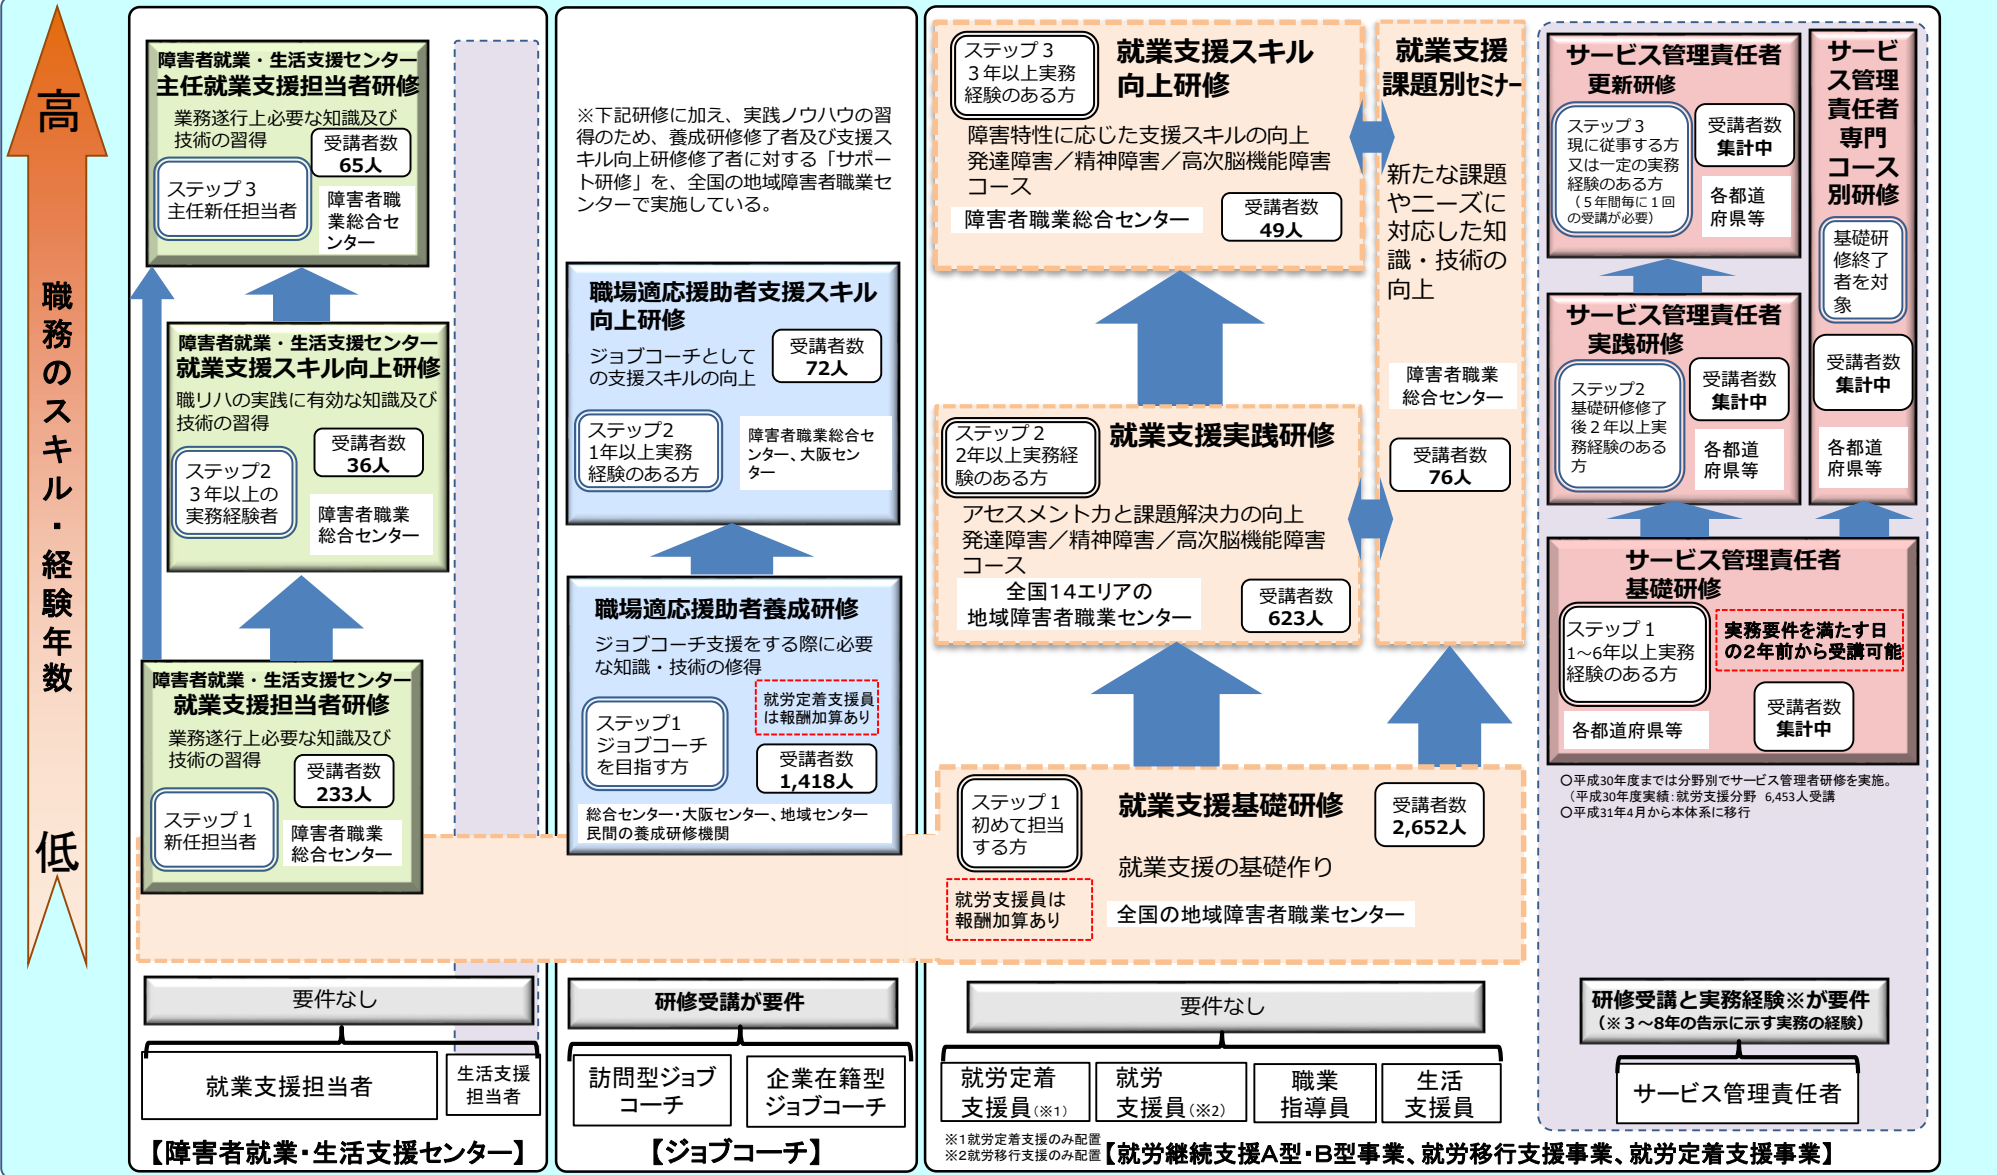 高
職務のスキル・経験年数
低
障害者就業・生活支援センター
主任就業支援担当者研修
業務遂行上必要な知識及び
技術の習得
受講者数
65人
ステップ3
主任新任担当者
障害者職
業総合セ
ンター
障害者就業・生活支援センター
就業支援スキル向上研修
職リハの実践に有効な知識及び
技術の習得
受講者数
36人
ステップ2
3年以上の
実務経験者
障害者職業
総合センター
障害者就業・生活支援センター
就業支援担当者研修
業務遂行上必要な知識及び
技術の習得
受講者数
233人
ステップ1
新任担当者
障害者職業
総合センター
要件なし
就業支援担当者
生活支援
担当者
【障害者就業・生活支援センター】
※下記研修に加え、実践ノウハウの習
得のため、養成研修修了者及び支援ス
キル向上研修修了者に対する「サポー
ト研修」を、全国の地域障害者職業セ
ンターで実施している。
職場適応援助者支援スキル
向上研修
ジョブコーチとして
の支援スキルの向上
受講者数
72人
ステップ2
1年以上実務
経験のある方
障害者職業総合セ
ンター、大阪セン
ター
職場適応援助者養成研修
ジョブコーチ支援をする際に必要
な知識・技術の修得
就労定着支援員
は報酬加算あり
ステップ1
ジョブコーチ
を目指す方
受講者数
1,418人
総合センター・大阪センター、地域センター
民間の養成研修機関
研修受講が要件
訪問型ジョブ
コーチ
企業在籍型
ジョブコーチ
【ジョブコーチ】
ステップ3
3年以上実務
経験のある方
就業支援スキル
向上研修
障害特性に応じた支援スキルの向上
発達障害／精神障害／高次脳機能障害
コース
障害者職業総合センター
受講者数
49人
就業支援
課題別セミナー
新たな課題
やニーズに
対応した知
識・技術の
向上
障害者職業
総合センター
受講者数
76人
ステップ2
2年以上実務経
験のある方
就業支援実践研修
アセスメント力と課題解決力の向上
発達障害／精神障害／高次脳機能障害
コース
全国14エリアの
地域障害者職業センター
受講者数
623人
ステップ1
初めて担当
する方
就業支援基礎研修
受講者数
2,652人
就業支援の基礎作り
就労支援員は
報酬加算あり
全国の地域障害者職業センター
要件なし
就労定着
支援員(※1)
就労
支援員(※2)
職業
指導員
生活
支援員
※1就労定着支援のみ配置
※2就労移行支援のみ配置
【就労継続支援A型・B型事業、就労移行支援事業、就労定着支援事業】
サービス管理責任者
更新研修
ステップ3
現に従事する方
又は一定の実務
経験のある方
（5年間毎に1回
の受講が必要）
受講者数
集計中
各都道
府県等
サービ
ス管理
責任者
専門
コース
別研修
基礎研
修終了
者を対
象
受講者数
集計中
各都道
府県等
サービス管理責任者
実践研修
ステップ2
基礎研修修了
後2年以上実
務経験のある
方
受講者数
集計中
各都道
府県等
サービス管理責任者
基礎研修
ステップ1
1～6年以上実務
経験のある方
実務要件を満たす日
の2年前から受講可能
各都道府県等
受講者数
集計中
○平成30年度までは分野別でサービス管理者研修を実施。
（平成30年度実績：就労支援分野 6,453人受講
○平成31年4月から本体系に移行
研修受講と実務経験※が要件
（※3～8年の告示に示す実務の経験）
サービス管理責任者